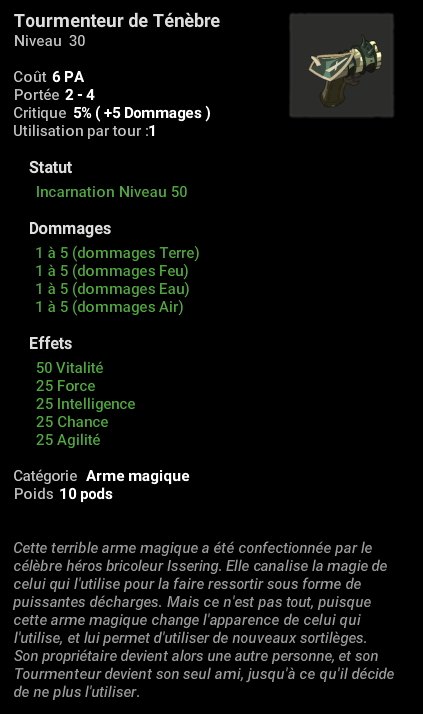 Tourmenteur de Ténèbre
Niveau 30
Coût 6 PA
Portée 2 - 4
Critique 5% ( +5 Dommages )
Utilisation par tour :1
Statut
Incarnation Niveau 50
Dommages
1 à 5 (dommages Terre)
1 à 5 (dommages Feu)
1 à 5 (dommages Eau)
1 à 5 (dommages Air)
Effets
50 Vitalité
25 Force
25 Intelligence
25 Chance
25 Agilité
Catégorie Arme magique
Poids 10 pods
Cette terrible arme magique a été confectionnée par le
célèbre héros bricoleur Issering. Elle canalise la magie de
celui qui l'utilise pour la faire ressortir sous forme de
puissantes décharges. Mais ce n'est pas tout, puisque
cette arme magique change l'apparence de celui qui
l'utilise, et lui permet d'utiliser de nouveaux sortilèges.
Son propriétaire devient alors une autre personne, et son
Tourmenteur devient son seul ami, jusqu'à ce qu'il décide
de ne plus l'utiliser.